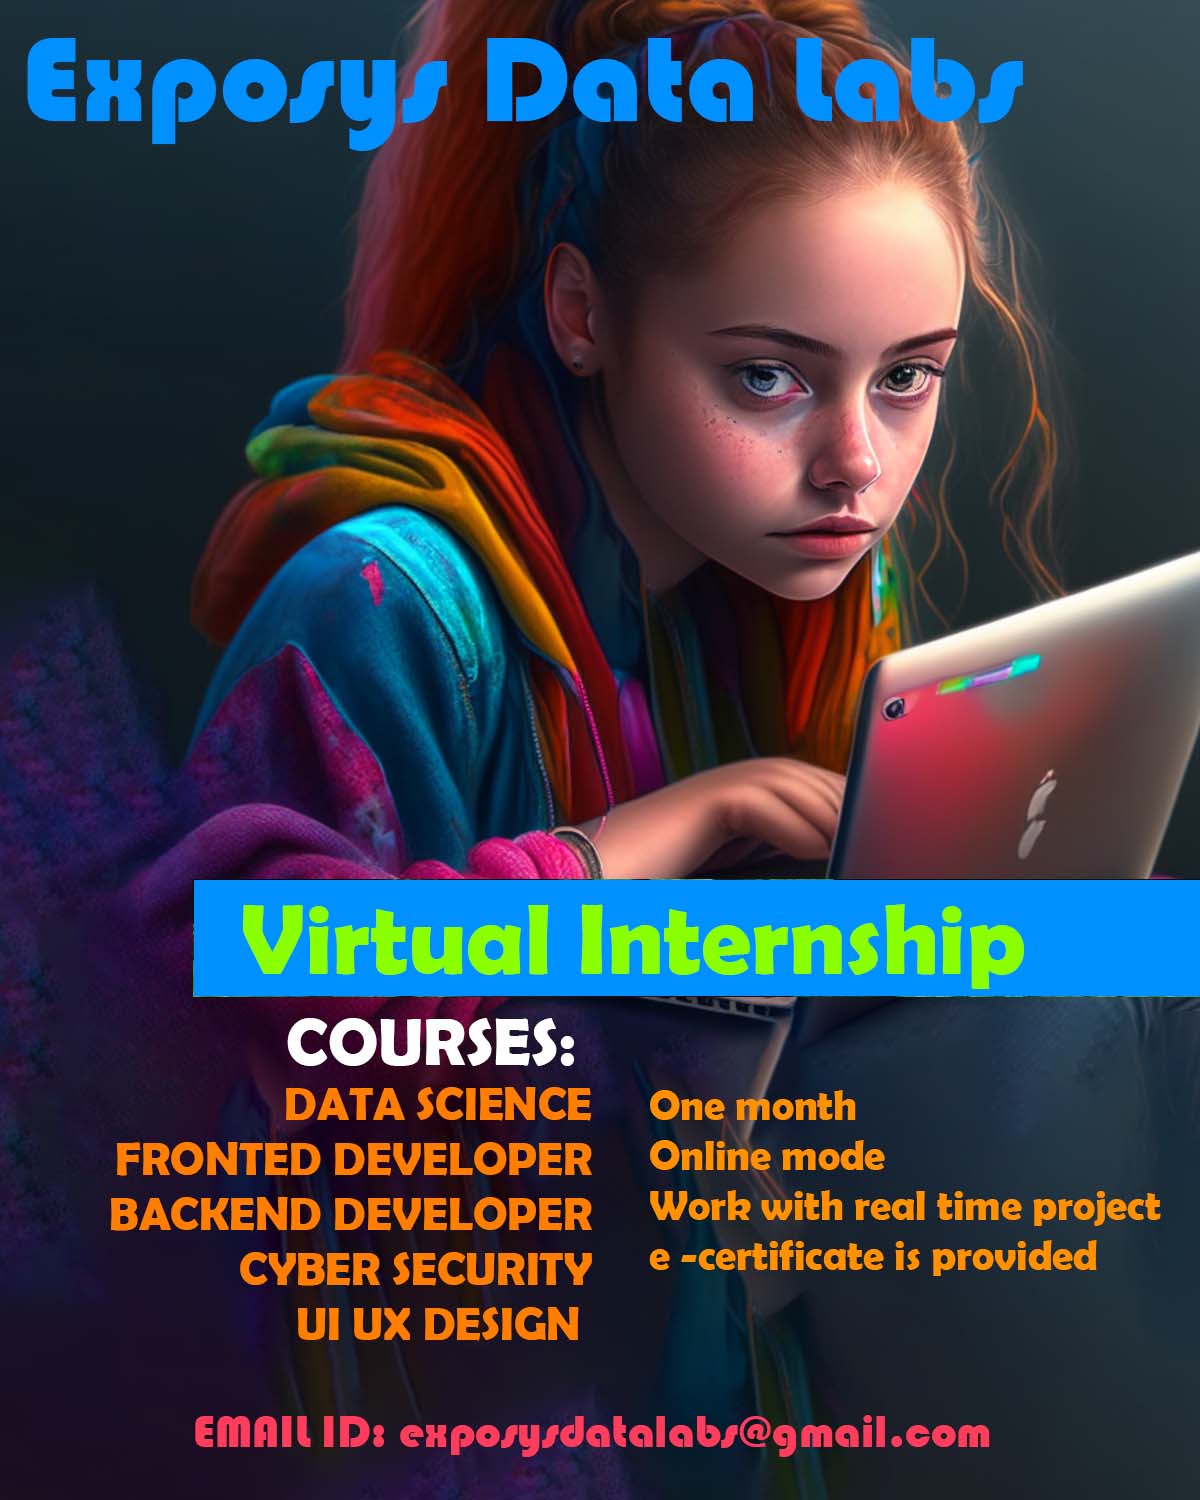 Exposys Data Labs
Virtual Internship
COURSES:
DATA SCIENCE
FRONTED DEVELOPER
BACKEND DEVELOPER
CYBER SECURITY
UI UX DESIGN
One month
Online mode
Work with real time project
e -certificate is provided
EMAIL ID: exposysdatalabs@gmail.com